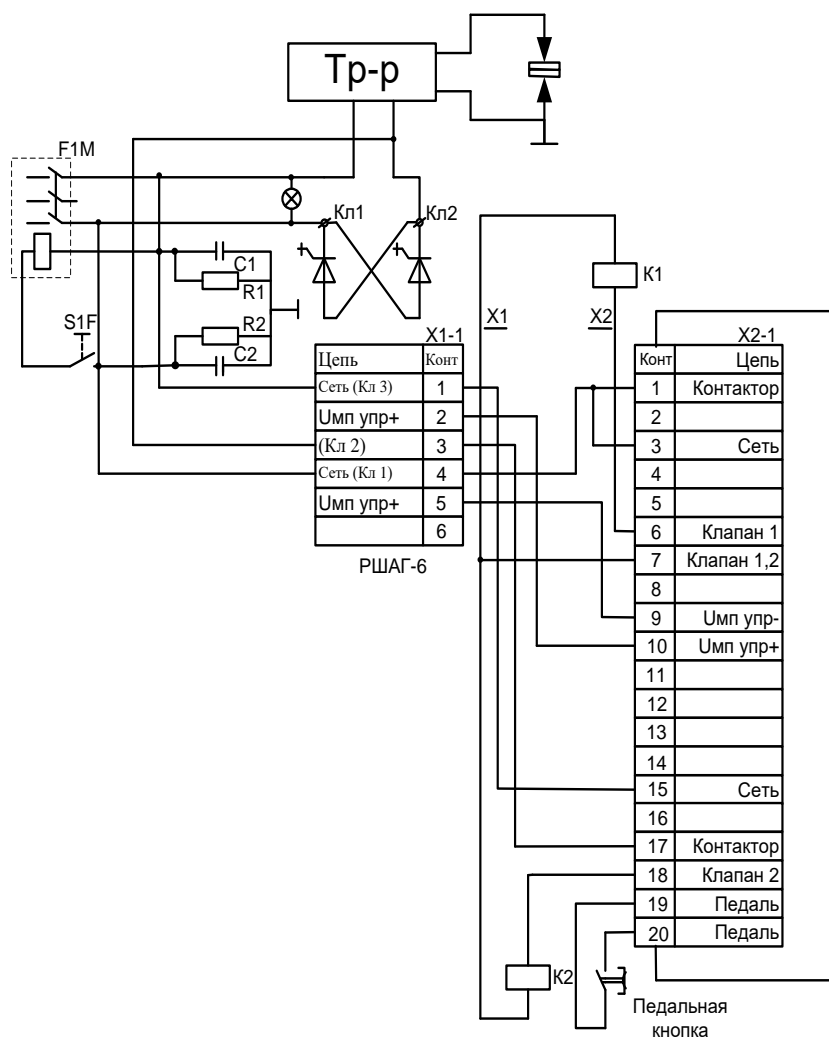 Тр-р
F1M
Кл1
Кл2
C1
R1
К1
S1F
R2
C2
X1
X2
X1-1
Цепь Конт
Сеть (Кл 3) 1
Uмп упр+ 2
(Кл 2) 3
Сеть (Кл 1) 4
Uмп упр+ 5
6
РШАГ-6
X2-1
Конт Цепь
1 Контактор
2
3 Сеть
4
5
6 Клапан 1
7 Клапан 1,2
8
9 Uмп упр-
10 Uмп упр+
11
12
13
14
15 Сеть
16
17 Контактор
18 Клапан 2
19 Педаль
20 Педаль
К2
Педальная
кнопка